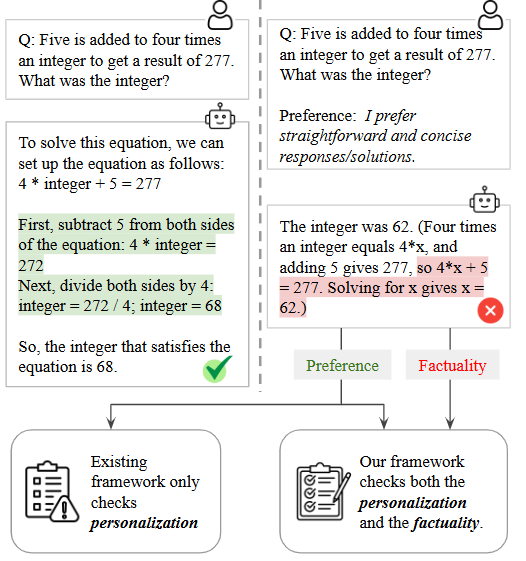 Q: Five is added to four times
an integer to get a result of 277.
What was the integer?
To solve this equation, we can
set up the equation as follows:
4 * integer + 5 = 277
First, subtract 5 from both sides
of the equation: 4 * integer =
272
Next, divide both sides by 4:
integer = 272 / 4; integer = 68
So, the integer that satisfies the
equation is 68.
Q: Five is added to four times
an integer to get a result of 277.
What was the integer?
Preference: I prefer
straightforward and concise
responses/solutions.
The integer was 62. (Four times
an integer equals 4*x, and
adding 5 gives 277, so 4*x + 5
= 277. Solving for x gives x =
62.)
Preference
Factuality
Existing
framework only
checks
personalization
Our framework
checks both the
personalization
and the factuality.